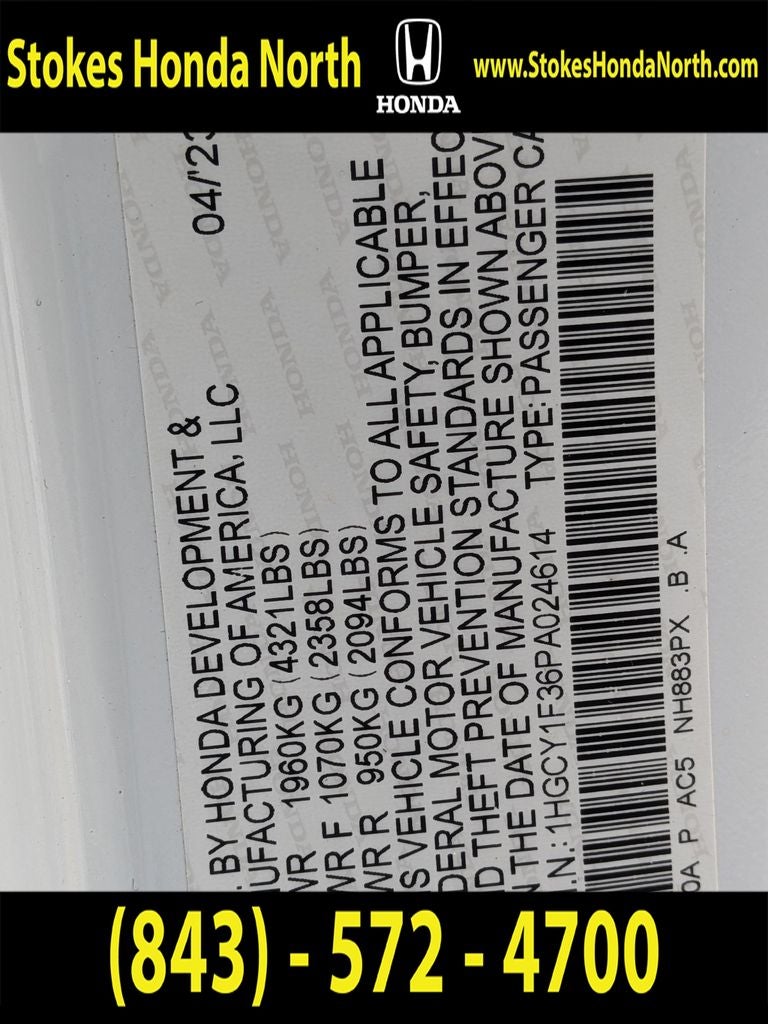 Stokes Honda North
HONDA
www.StokesHondaNorth.com
BY HONDA DEVELOPMENT &
UFACTURING OF AMERICA, LLC 04/'23
WR 1960KG (4321LBS)
WR F 1070KG (2358LBS)
WR R 950KG (2094LBS)
S VEHICLE CONFORMS TO ALL APPLICABLE
DERAL MOTOR VEHICLE SAFETY, BUMPER,
D THEFT PREVENTION STANDARDS IN EFFEC
N THE DATE OF MANUFACTURE SHOWN ABOV
.N.: 1HGCY1F36PA024614 TYPE: PASSENGER CA
0A P AC5 NH883PX .B .A
(843) - 572 - 4700